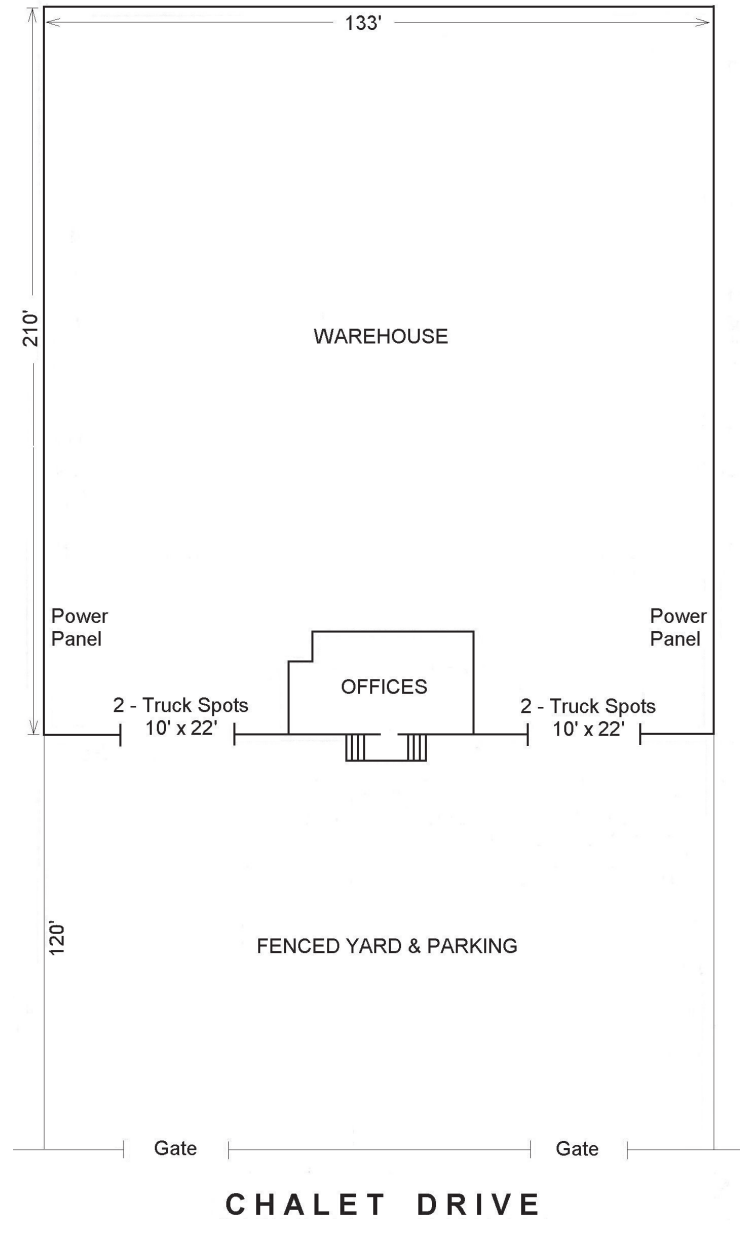 133'
210'
WAREHOUSE
Power
Panel
Power
Panel
OFFICES
2 - Truck Spots
10' x 22'
2 - Truck Spots
10' x 22'
120'
FENCED YARD & PARKING
Gate
Gate
CHALET DRIVE